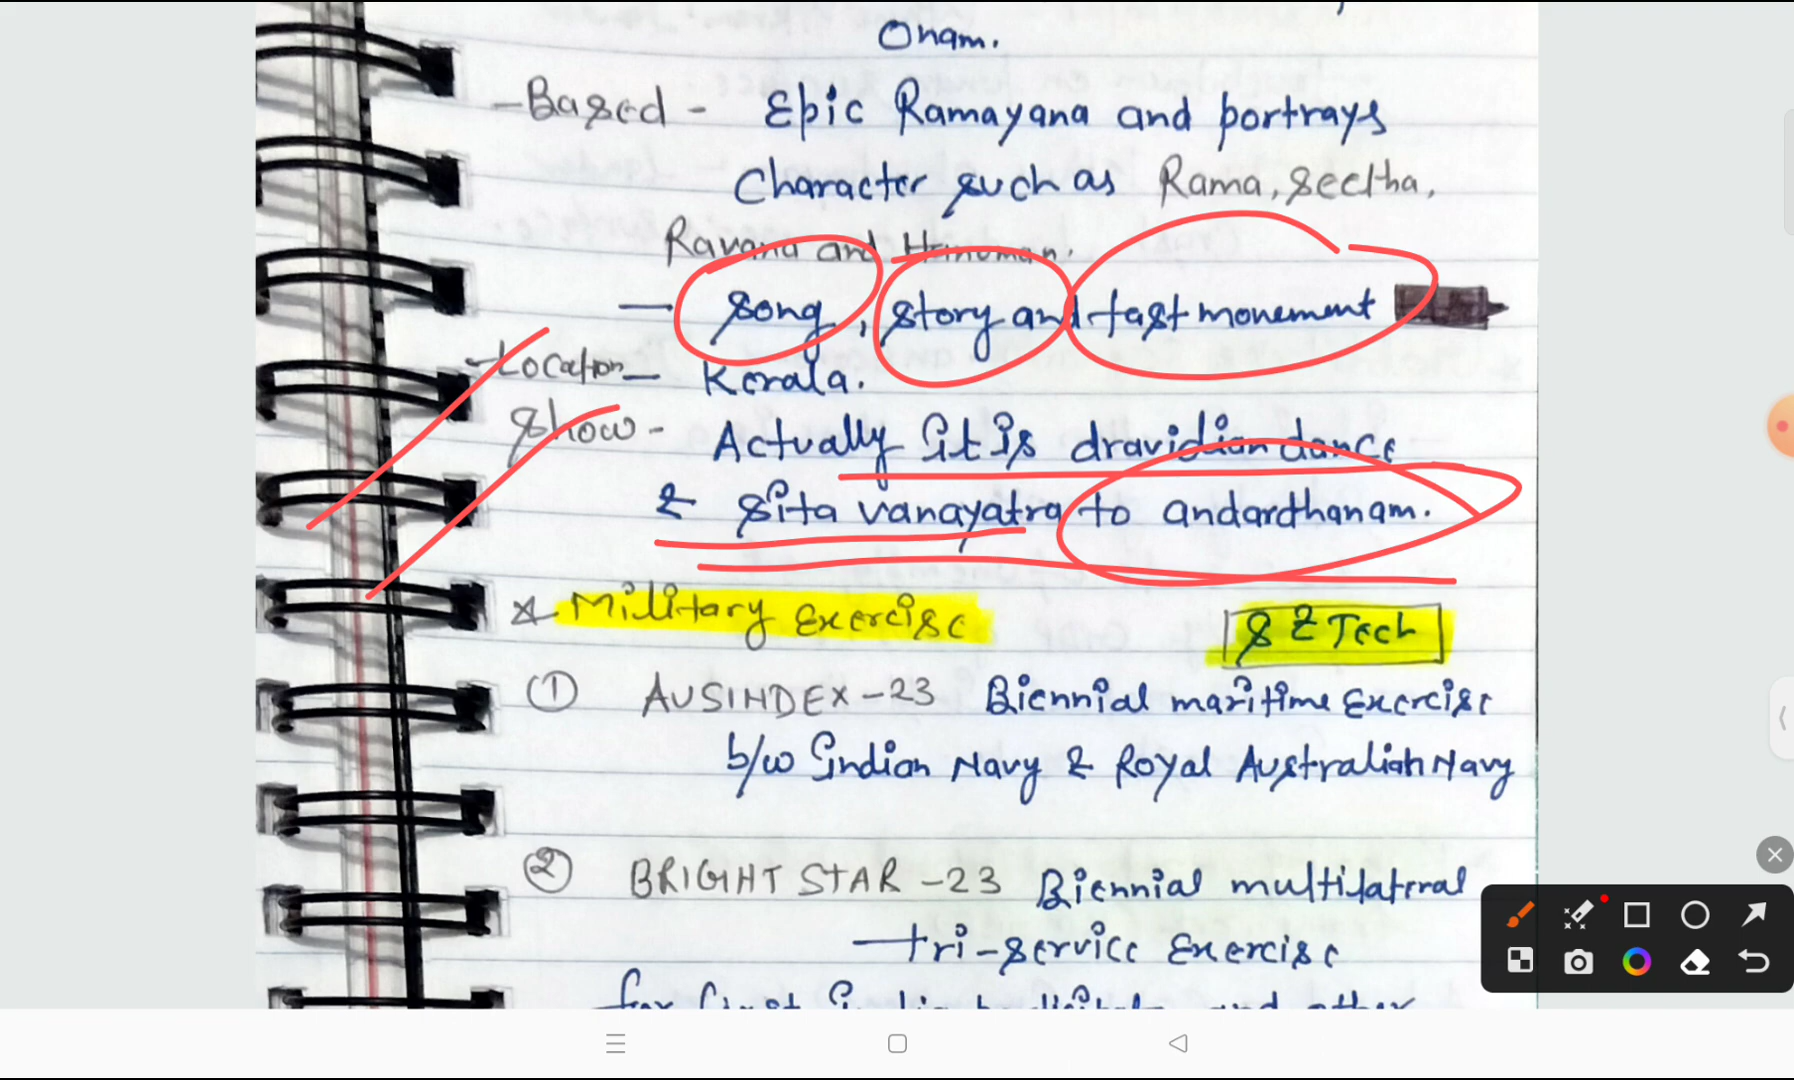 Onam.
- Based - Epic Ramayana and portrays
Character such as Rama, Seetha,
Ravana and Hanuman.
- Song, Story and fast movement
- Location - Kerala.
Show - Actually it is dravidian dance
& Sita vanayatra to andardhanam.
Military Exercise S & Tech
① AUSINDEX-23 Biennial maritime Exercise
b/w Indian Navy & Royal Australian Navy
② BRIGHT STAR -23 Biennial multilateral
tri-service Exercise
for first